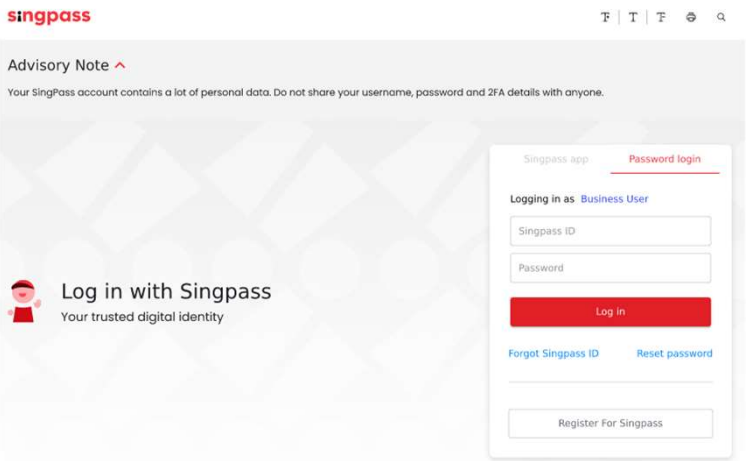 singpass
Advisory Note
Your SingPass account contains a lot of personal data. Do not share your username, password and 2FA details with anyone.
Singpass app
Password login
Logging in as Business User
Singpass ID
Password
Log in
Log in with Singpass
Your trusted digital identity
Forgot Singpass ID
Reset password
Register For Singpass